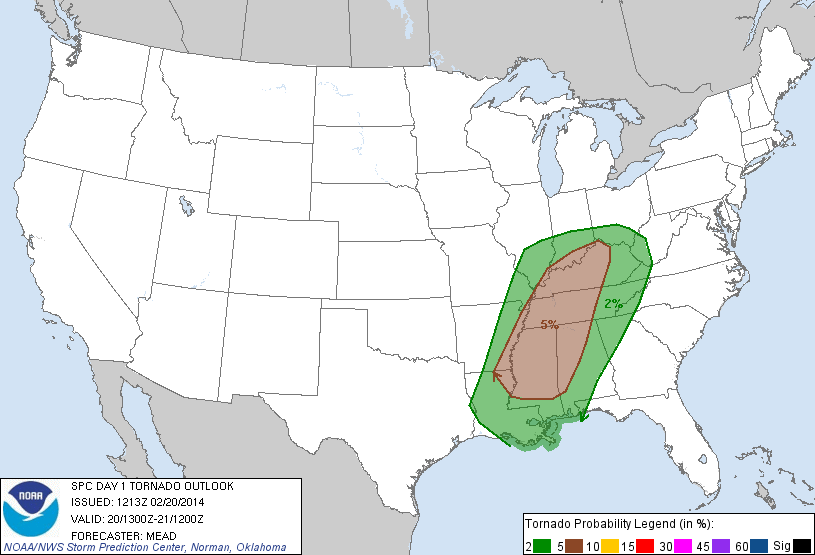 2%
5%
NOAA
SPC DAY 1 TORNADO OUTLOOK
ISSUED: 1213Z 02/20/2014
VALID: 20/1300Z-21/1200Z
FORECASTER: MEAD
NOAA/NWS Storm Prediction Center, Norman, Oklahoma
Tornado Probability Legend (in %):
2 5 10 15 30 45 60 Sig